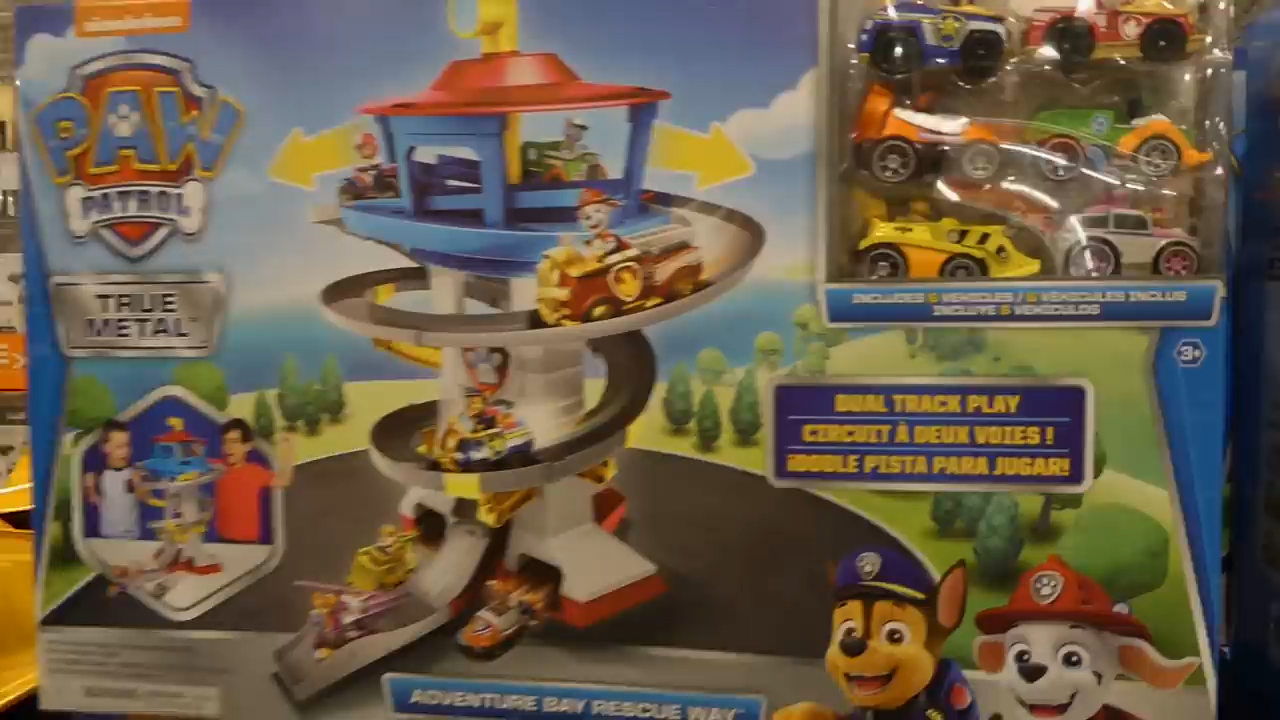 nickelodeon
PAW
PATROL
TRUE
METAL
INCLUDES 6 VEHICLES / 6 VÉHICULES INCLUS
INCLUYE 6 VEHÍCULOS
3+
DUAL TRACK PLAY
CIRCUIT À DEUX VOIES !
¡DOBLE PISTA PARA JUGAR!
ADVENTURE BAY RESCUE WAY